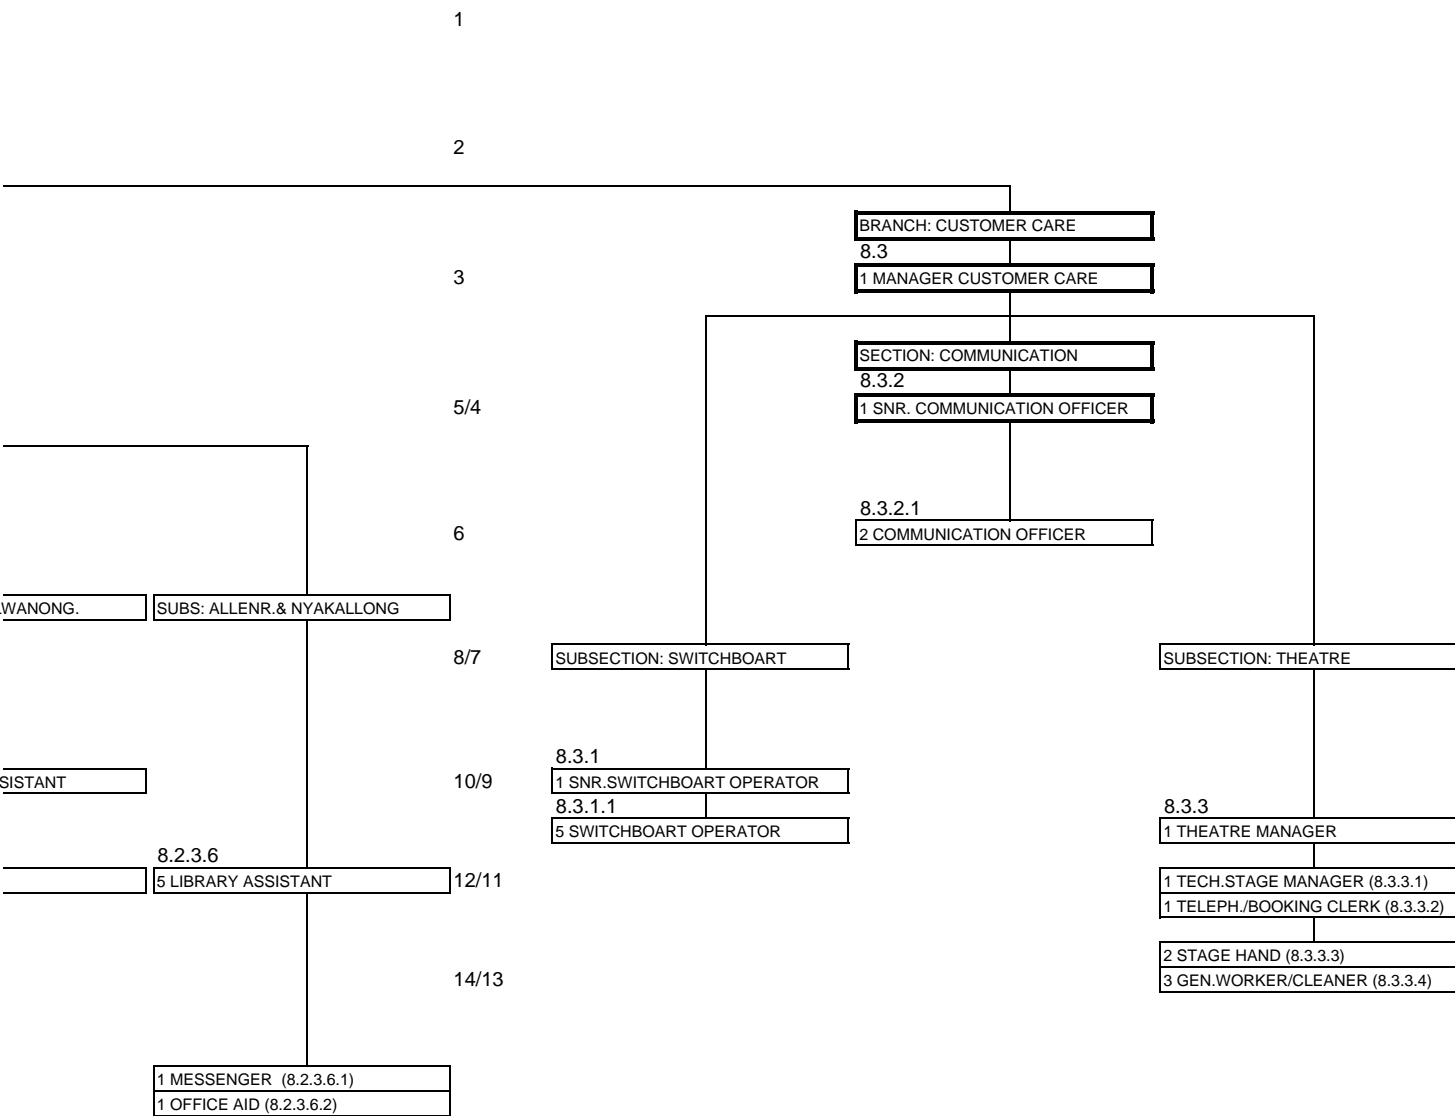 1
2
BRANCH: CUSTOMER CARE
8.3
3
1 MANAGER CUSTOMER CARE
SECTION: COMMUNICATION
8.3.2
5/4
1 SNR. COMMUNICATION OFFICER
8.3.2.1
6
2 COMMUNICATION OFFICER
WANONG.
SUBS: ALLENR.& NYAKALLONG
8/7
SUBSECTION: SWITCHBOART
SUBSECTION: THEATRE
8.3.1
SISTANT
10/9
1 SNR.SWITCHBOART OPERATOR
8.3.1.1
8.3.3
5 SWITCHBOART OPERATOR
1 THEATRE MANAGER
8.2.3.6
5 LIBRARY ASSISTANT
12/11
1 TECH.STAGE MANAGER (8.3.3.1)
1 TELEPH./BOOKING CLERK (8.3.3.2)
2 STAGE HAND (8.3.3.3)
14/13
3 GEN.WORKER/CLEANER (8.3.3.4)
1 MESSENGER (8.2.3.6.1)
1 OFFICE AID (8.2.3.6.2)